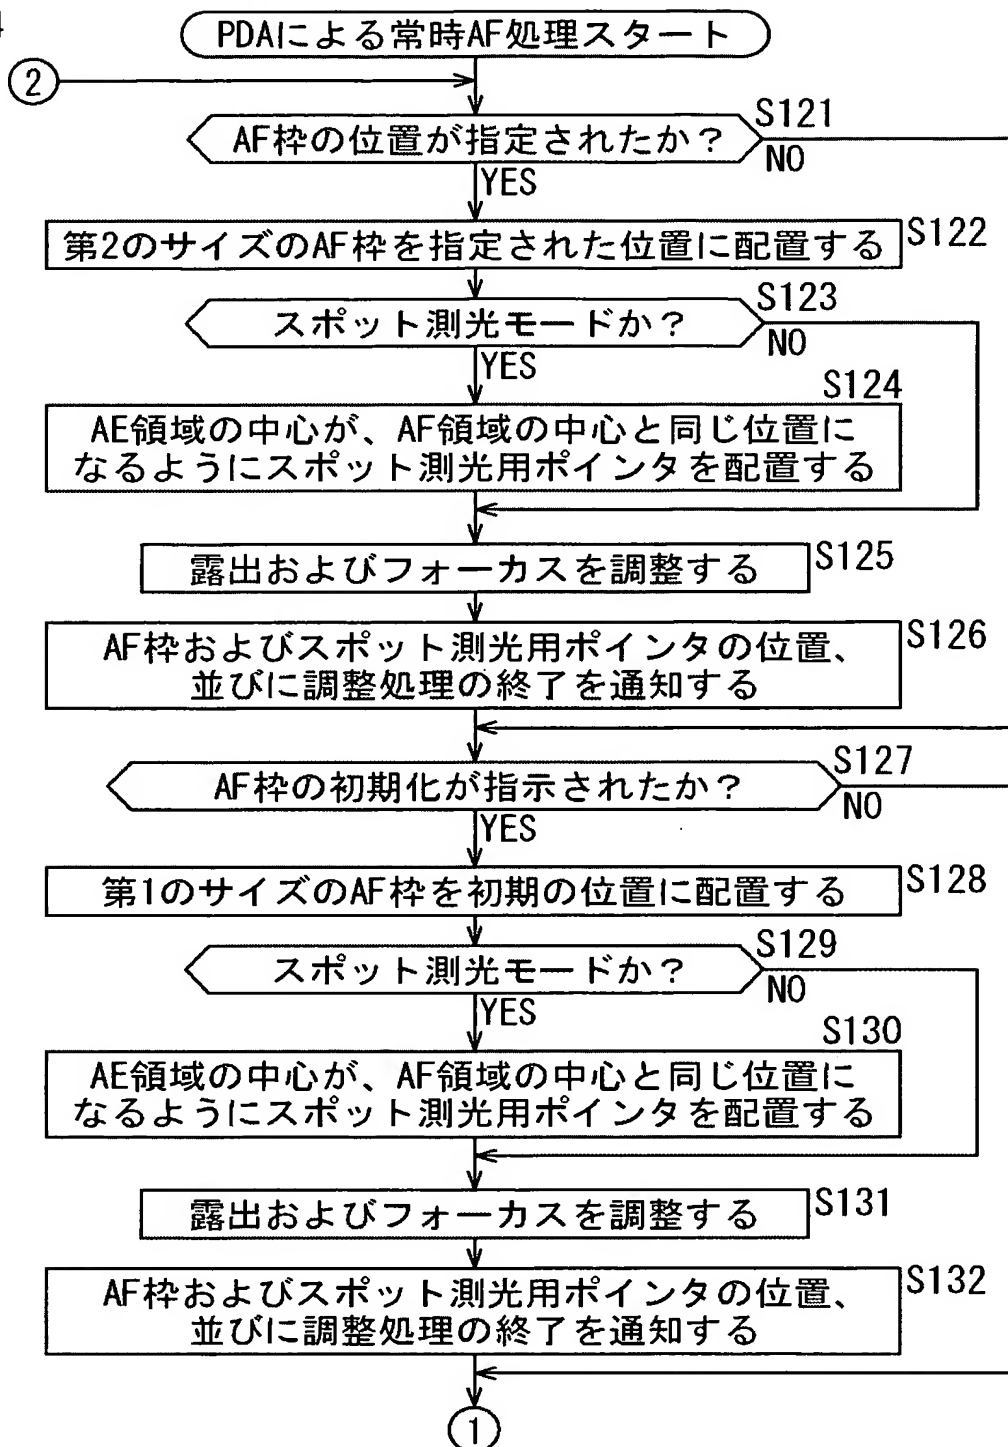 4
PDAによる常時AF処理スタート
2
AF枠の位置が指定されたか？
S121
NO
YES
第2のサイズのAF枠を指定された位置に配置する
S122
スポット測光モードか？
S123
NO
YES
S124
AE領域の中心が、AF領域の中心と同じ位置に
なるようにスポット測光用ポインタを配置する
露出およびフォーカスを調整する
S125
AF枠およびスポット測光用ポインタの位置、
並びに調整処理の終了を通知する
S126
AF枠の初期化が指示されたか？
S127
NO
YES
第1のサイズのAF枠を初期の位置に配置する
S128
スポット測光モードか？
S129
NO
YES
S130
AE領域の中心が、AF領域の中心と同じ位置に
なるようにスポット測光用ポインタを配置する
露出およびフォーカスを調整する
S131
AF枠およびスポット測光用ポインタの位置、
並びに調整処理の終了を通知する
S132
1